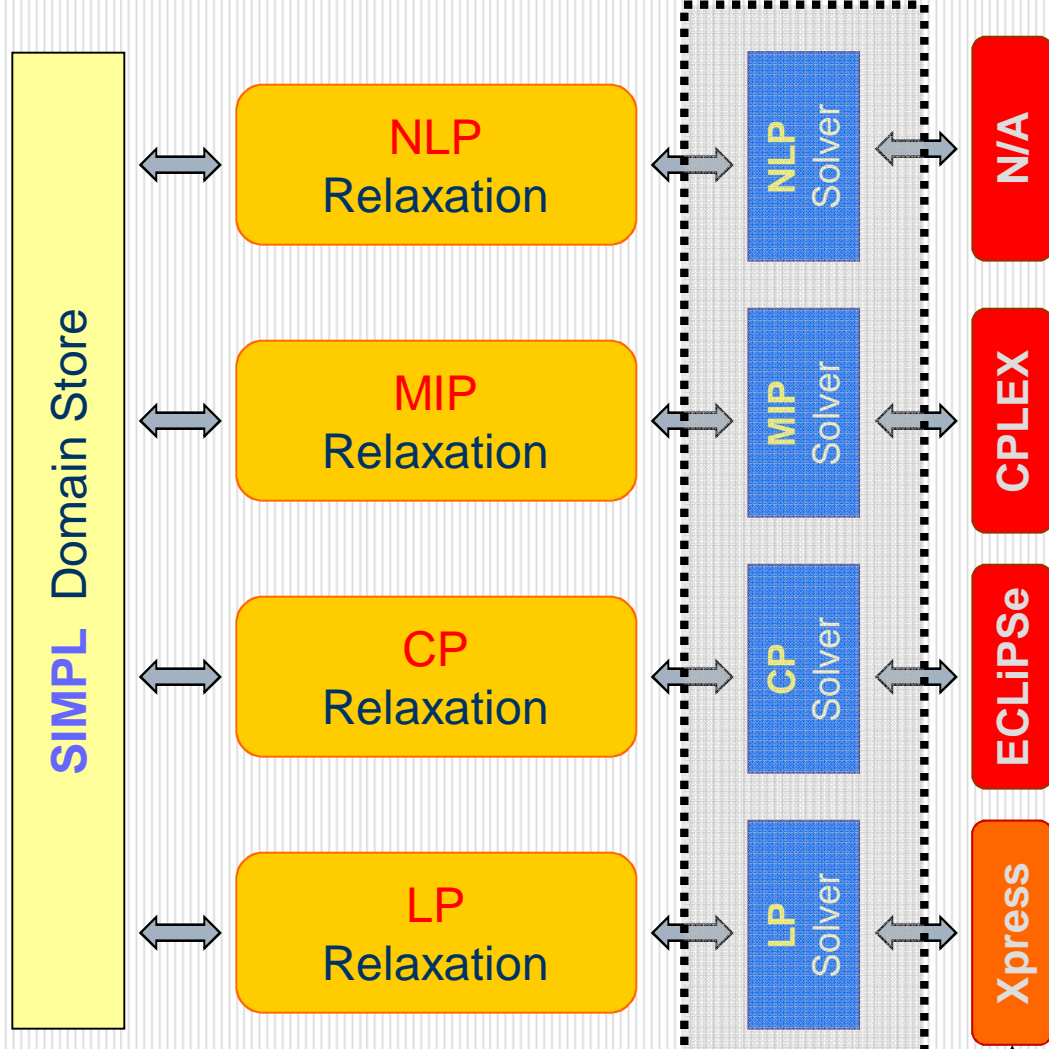 SIMPL Domain Store
NLP
Relaxation
NLP
Solver
N/A
MIP
Relaxation
MIP
Solver
CPLEX
CP
Relaxation
CP
Solver
ECLiPSe
LP
Relaxation
LP
Solver
Xpress